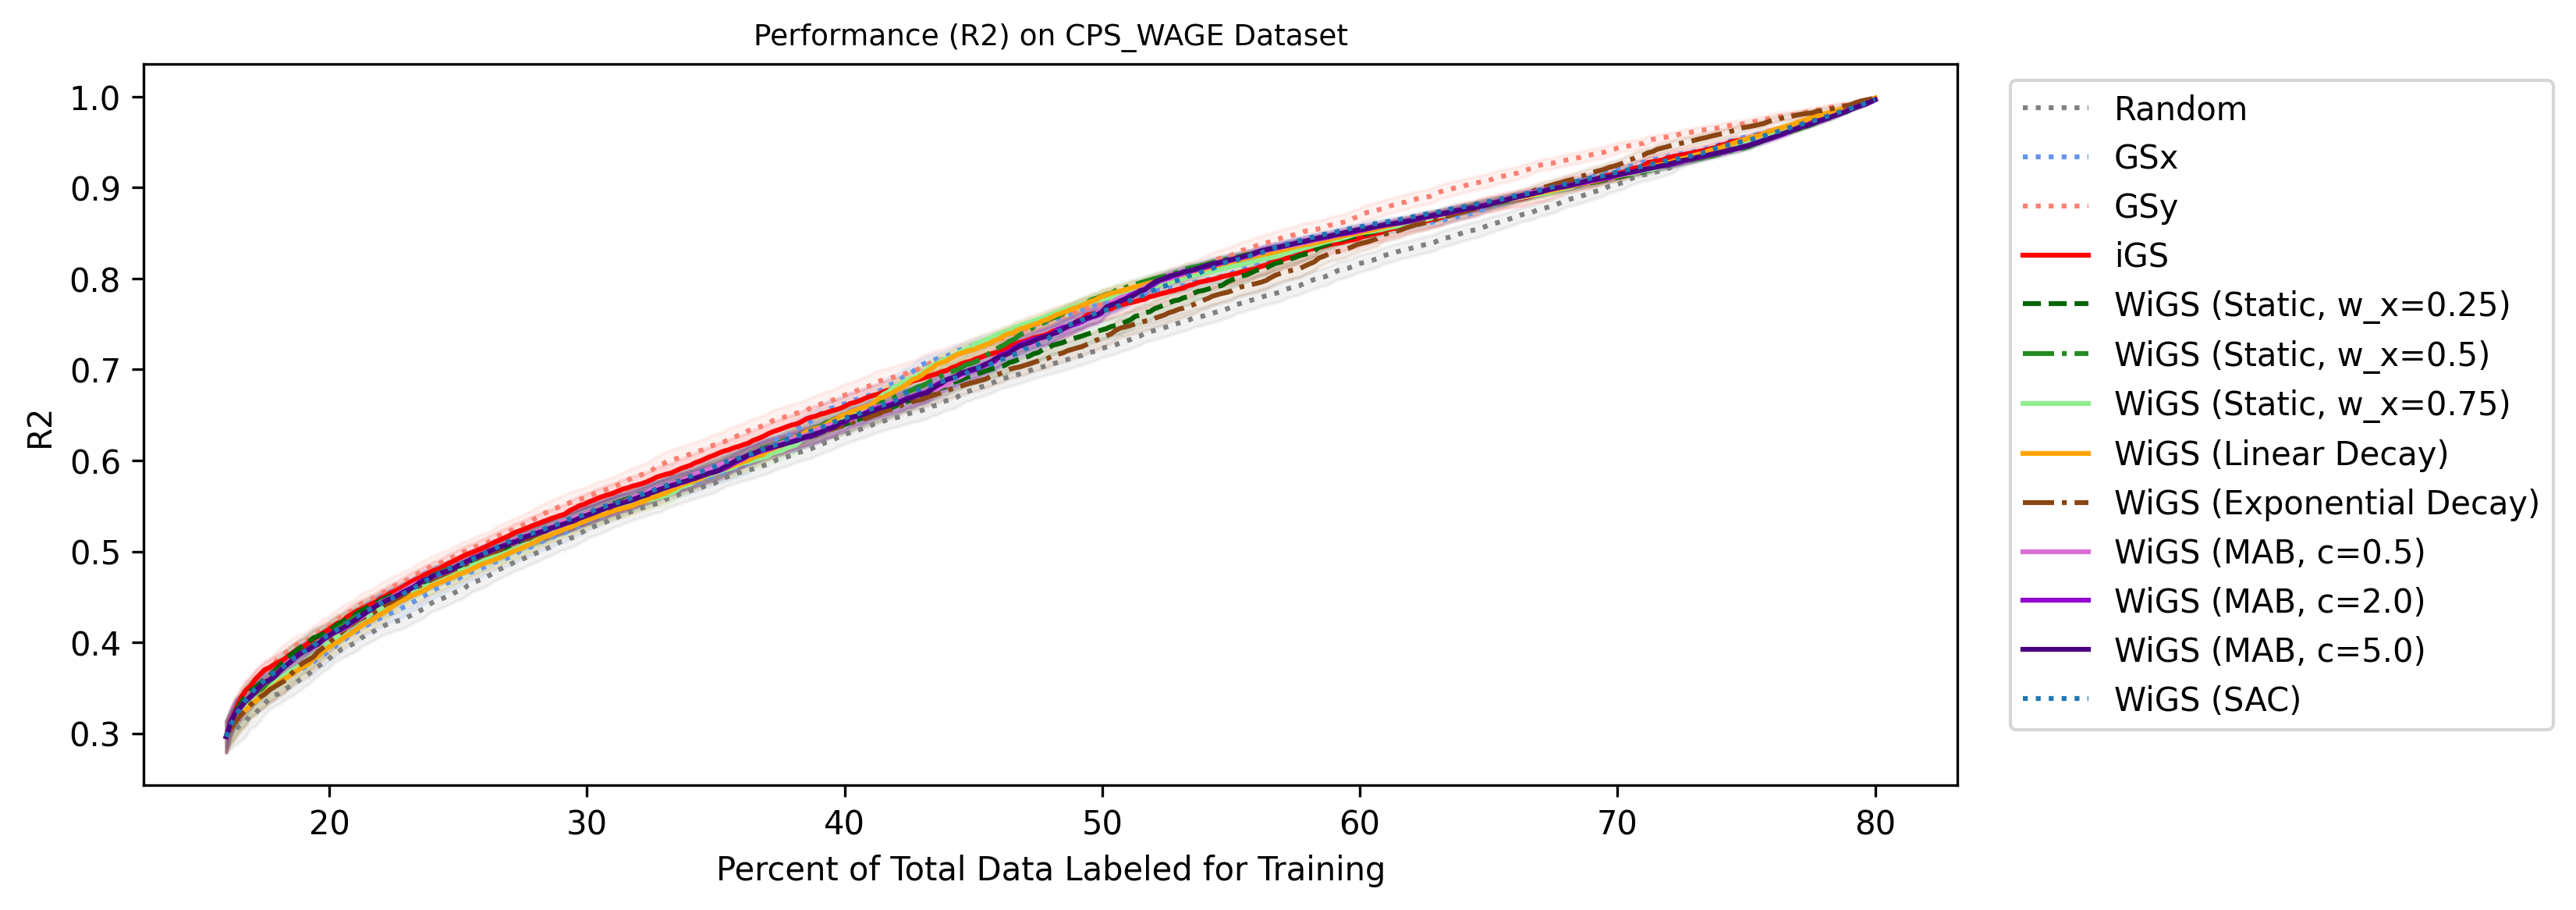 Performance (R2) on CPS_WAGE Dataset
1.0
0.9
0.8
0.7
0.6
0.5
0.4
0.3
R2
20 30 40 50 60 70 80
Percent of Total Data Labeled for Training
Random
GSx
GSy
iGS
WiGS (Static, w_x=0.25)
WiGS (Static, w_x=0.5)
WiGS (Static, w_x=0.75)
WiGS (Linear Decay)
WiGS (Exponential Decay)
WiGS (MAB, c=0.5)
WiGS (MAB, c=2.0)
WiGS (MAB, c=5.0)
WiGS (SAC)